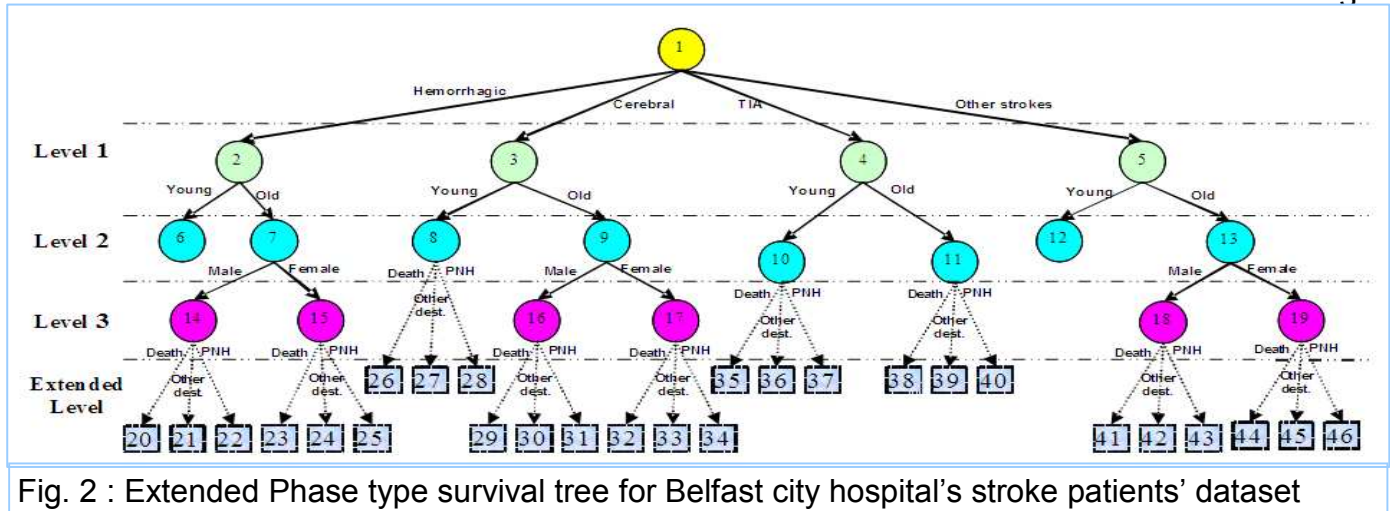 1
Hemorrhagic Cerebral TIA Other strokes
Level 1 2 3 4 5
Young Old Young Old Young Old Young Old
Level 2 6 7 8 9 10 11 12 13
Male Female Death PNH Other dest. Male Female Death PNH Other dest. Death PNH Other dest. Male Female
Level 3 14 15 16 17 18 19
Death PNH Other dest. Death PNH Other dest. Death PNH Other dest. Death PNH Other dest. Death PNH Other dest. Death PNH Other dest.
26 27 28 35 36 37 38 39 40
Extended
Level
20 21 22 23 24 25 29 30 31 32 33 34 41 42 43 44 45 46
Fig. 2 : Extended Phase type survival tree for Belfast city hospital’s stroke patients’ dataset